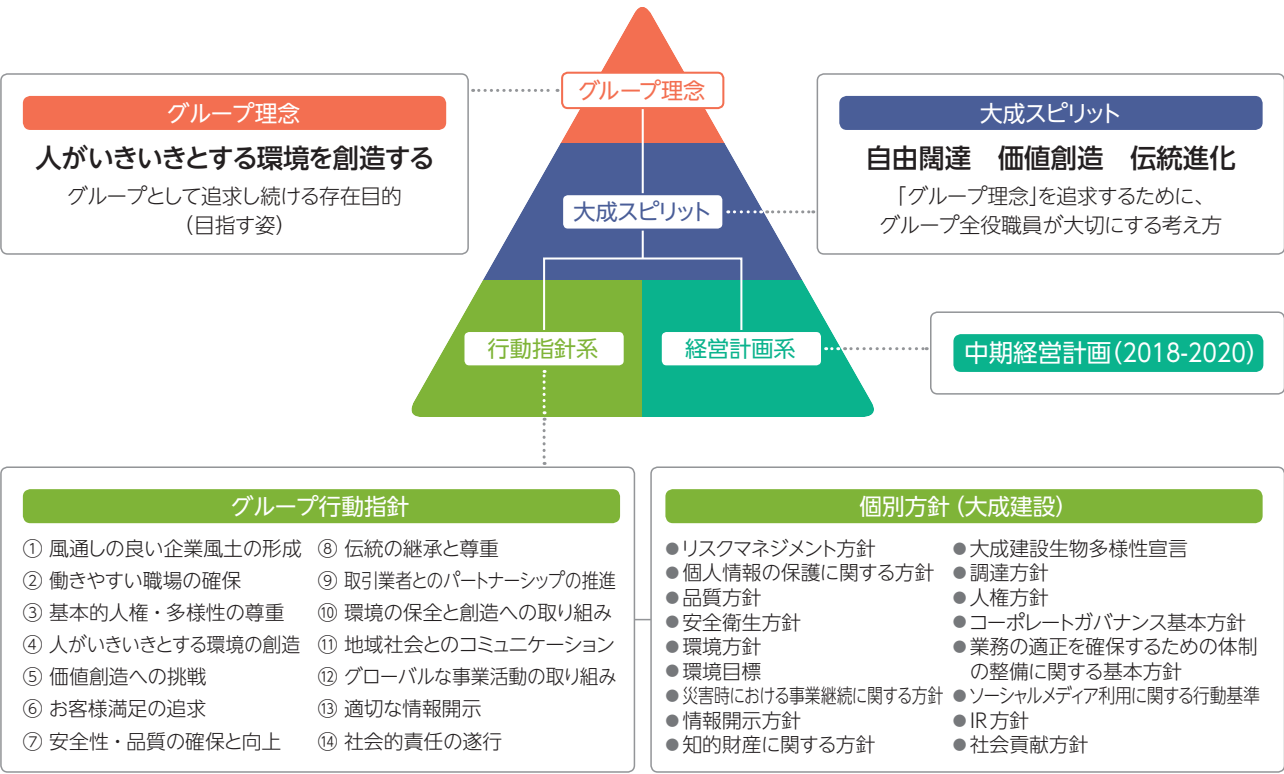 グループ理念
グループ理念
人がいきいきとする環境を創造する
グループとして追求し続ける存在目的
（目指す姿）
大成スピリット
自由闊達　価値創造　伝統進化
「グループ理念」を追求するために、
グループ全役職員が大切にする考え方
大成スピリット
行動指針系
経営計画系
中期経営計画（2018-2020）
グループ行動指針
① 風通しの良い企業風土の形成
② 働きやすい職場の確保
③ 基本的人権・多様性の尊重
④ 人がいきいきとする環境の創造
⑤ 価値創造への挑戦
⑥ お客様満足の追求
⑦ 安全性・品質の確保と向上
⑧ 伝統の継承と尊重
⑨ 取引業者とのパートナーシップの推進
⑩ 環境の保全と創造への取り組み
⑪ 地域社会とのコミュニケーション
⑫ グローバルな事業活動の取り組み
⑬ 適切な情報開示
⑭ 社会的責任の遂行
個別方針（大成建設）
●リスクマネジメント方針
●個人情報の保護に関する方針
●品質方針
●安全衛生方針
●環境方針
●環境目標
●災害時における事業継続に関する方針
●情報開示方針
●知的財産に関する方針
●大成建設生物多様性宣言
●調達方針
●人権方針
●コーポレートガバナンス基本方針
●業務の適正を確保するための体制
の整備に関する基本方針
●ソーシャルメディア利用に関する行動基準
●IR方針
●社会貢献方針